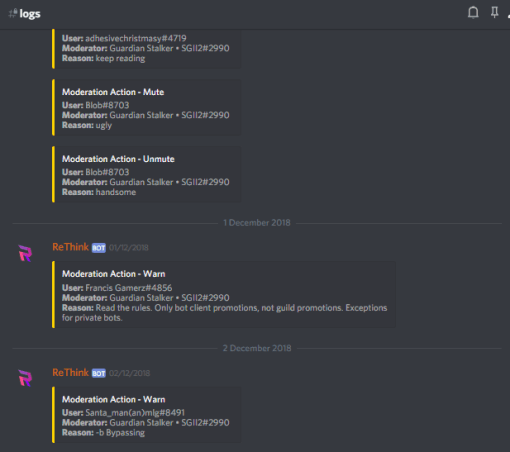 logs
User: adhesivechristmasy#4719
Moderator: Guardian Stalker • SGII2#2990
Reason: keep reading
Moderation Action - Mute
User: Blob#8703
Moderator: Guardian Stalker • SGII2#2990
Reason: ugly
Moderation Action - Unmute
User: Blob#8703
Moderator: Guardian Stalker • SGII2#2990
Reason: handsome
1 December 2018
ReThink BOT 01/12/2018
Moderation Action - Warn
User: Francis Gamerz#4856
Moderator: Guardian Stalker • SGII2#2990
Reason: Read the rules. Only bot client promotions, not guild promotions. Exceptions
for private bots.
2 December 2018
ReThink BOT 02/12/2018
Moderation Action - Warn
User: Santa_man(an)mlg#8491
Moderator: Guardian Stalker • SGII2#2990
Reason: -b Bypassing